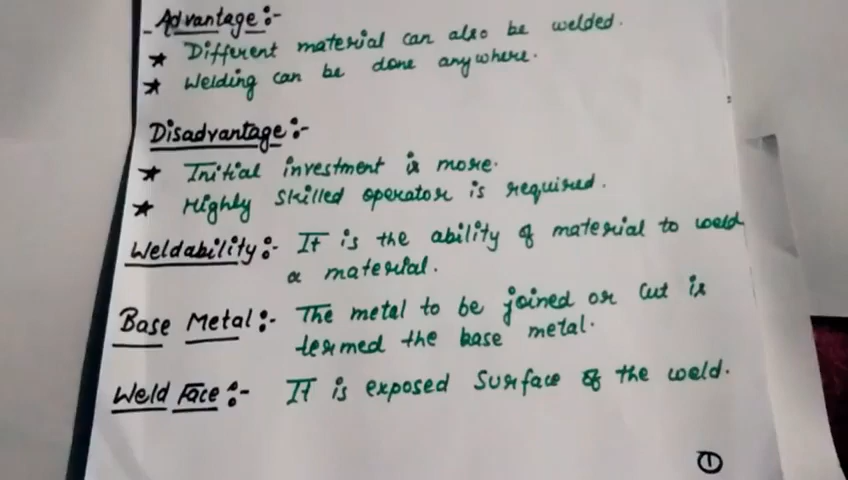 Advantage:-
★ Different material can also be welded.
★ Welding can be done anywhere.
Disadvantage:-
★ Initial investment is more.
★ Highly skilled operator is required.
Weldability:- It is the ability of material to weld
a material.
Base Metal:- The metal to be joined or cut is
termed the base metal.
Weld Face:- It is exposed surface of the weld.
1